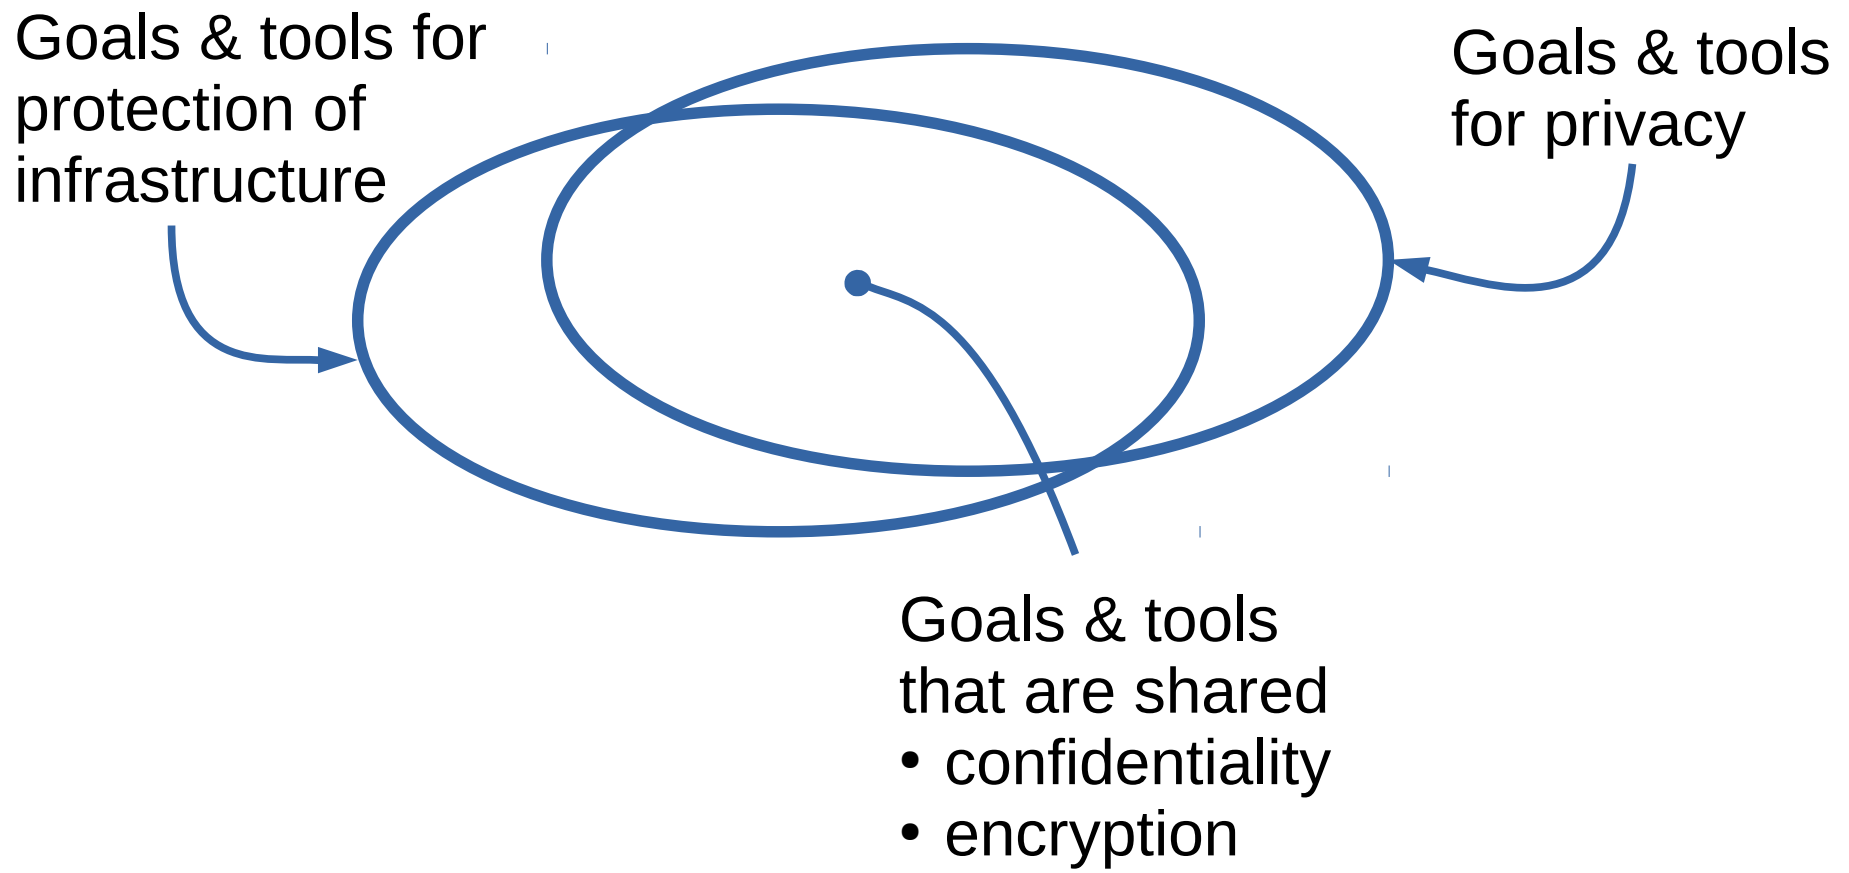 Goals & tools for
protection of
infrastructure
Goals & tools
for privacy
Goals & tools
that are shared
• confidentiality
• encryption